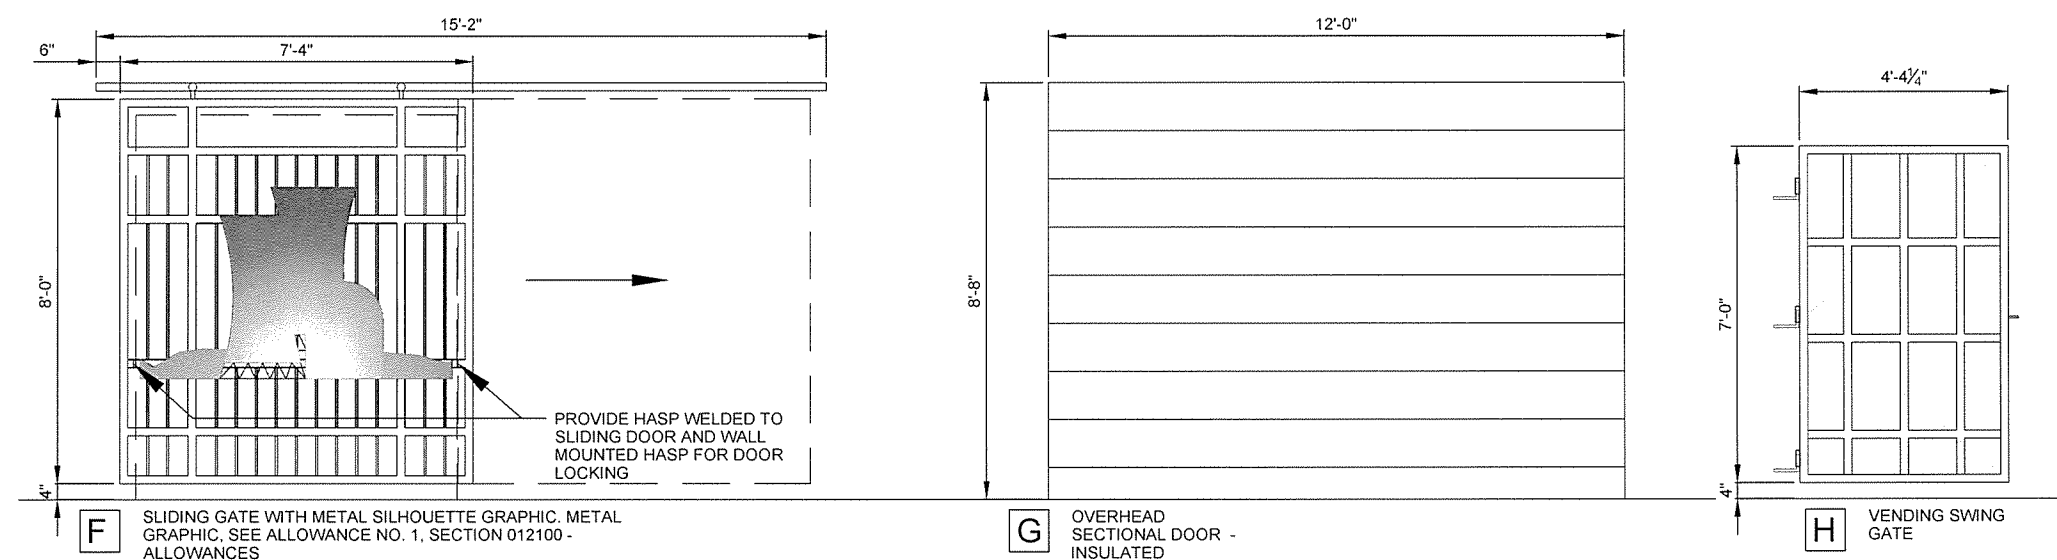 15'-2"
12'-0"
6"
7'-4"
4'-4¼"
8'-0"
8'-8"
7'-0"
PROVIDE HASP WELDED TO
SLIDING DOOR AND WALL
MOUNTED HASP FOR DOOR
LOCKING
4"
4"
F
SLIDING GATE WITH METAL SILHOUETTE GRAPHIC. METAL
GRAPHIC, SEE ALLOWANCE NO. 1, SECTION 012100 -
ALLOWANCES
G
OVERHEAD
SECTIONAL DOOR -
INSULATED
H
VENDING SWING
GATE